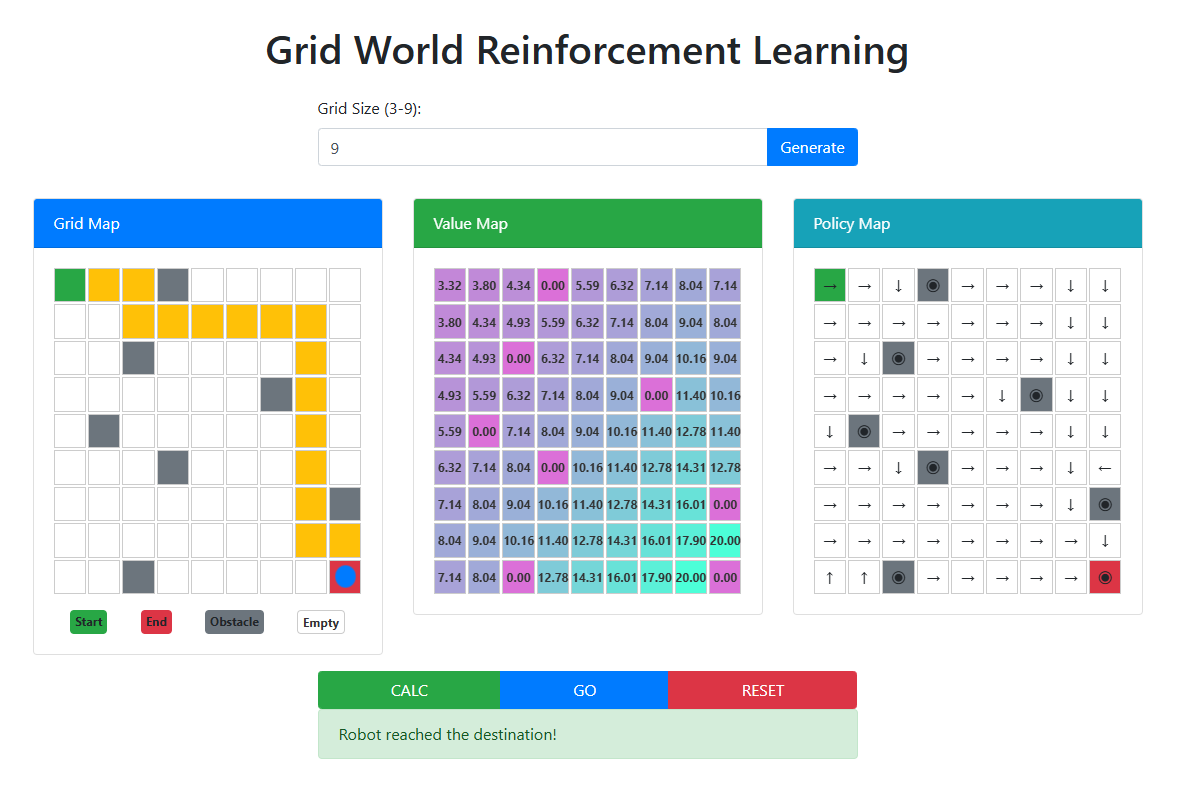 Grid World Reinforcement Learning
Grid Size (3-9):
9 Generate
Grid Map
Start End Obstacle Empty
Value Map
3.32 3.80 4.34 0.00 5.59 6.32 7.14 8.04 7.14
3.80 4.34 4.93 5.59 6.32 7.14 8.04 9.04 8.04
4.34 4.93 0.00 6.32 7.14 8.04 9.04 10.16 9.04
4.93 5.59 6.32 7.14 8.04 9.04 0.00 11.40 10.16
5.59 0.00 7.14 8.04 9.04 10.16 11.40 12.78 11.40
6.32 7.14 8.04 0.00 10.16 11.40 12.78 14.31 12.78
7.14 8.04 9.04 10.16 11.40 12.78 14.31 16.01 0.00
8.04 9.04 10.16 11.40 12.78 14.31 16.01 17.90 20.00
7.14 8.04 0.00 12.78 14.31 16.01 17.90 20.00 0.00
Policy Map
→ → ↓ ◉ → → → ↓ ↓
→ → → → → → → ↓ ↓
→ ↓ ◉ → → → → ↓ ↓
→ → → → → ↓ ◉ ↓ ↓
↓ ◉ → → → → → ↓ ↓
→ → ↓ ◉ → → → ↓ ←
→ → → → → → → ↓ ◉
→ → → → → → → → ↓
↑ ↑ ◉ → → → → → ◉
CALC GO RESET
Robot reached the destination!